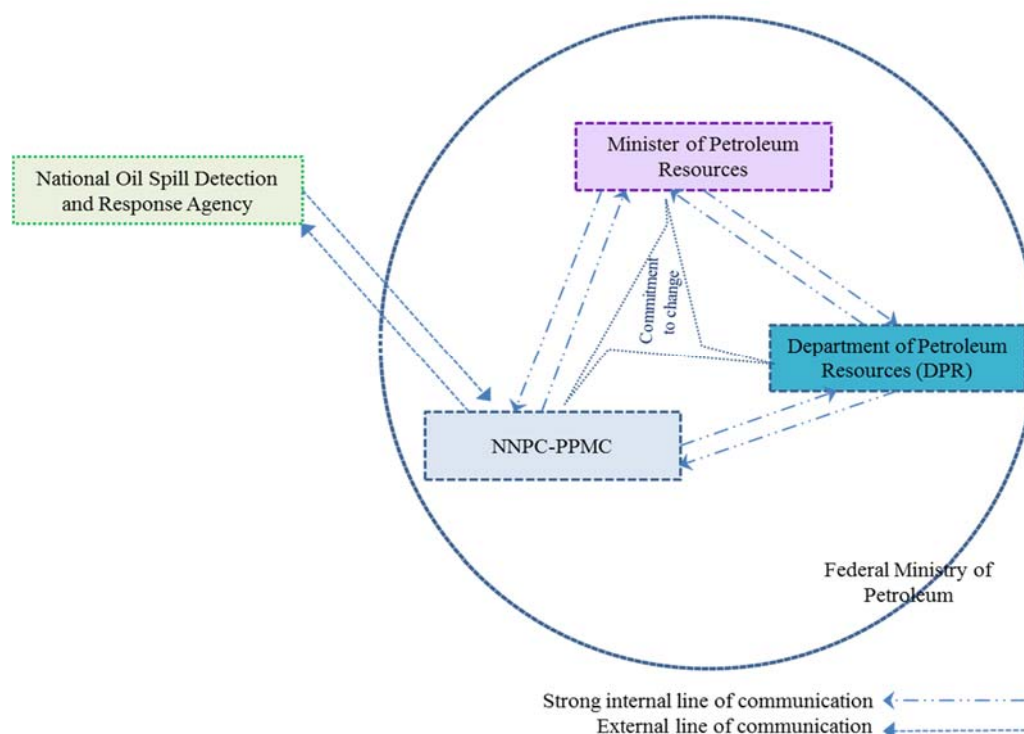 Minister of Petroleum
Resources
National Oil Spill Detection
and Response Agency
Commitment
to change
Department of Petroleum
Resources (DPR)
NNPC-PPMC
Federal Ministry of
Petroleum
Strong internal line of communication
External line of communication